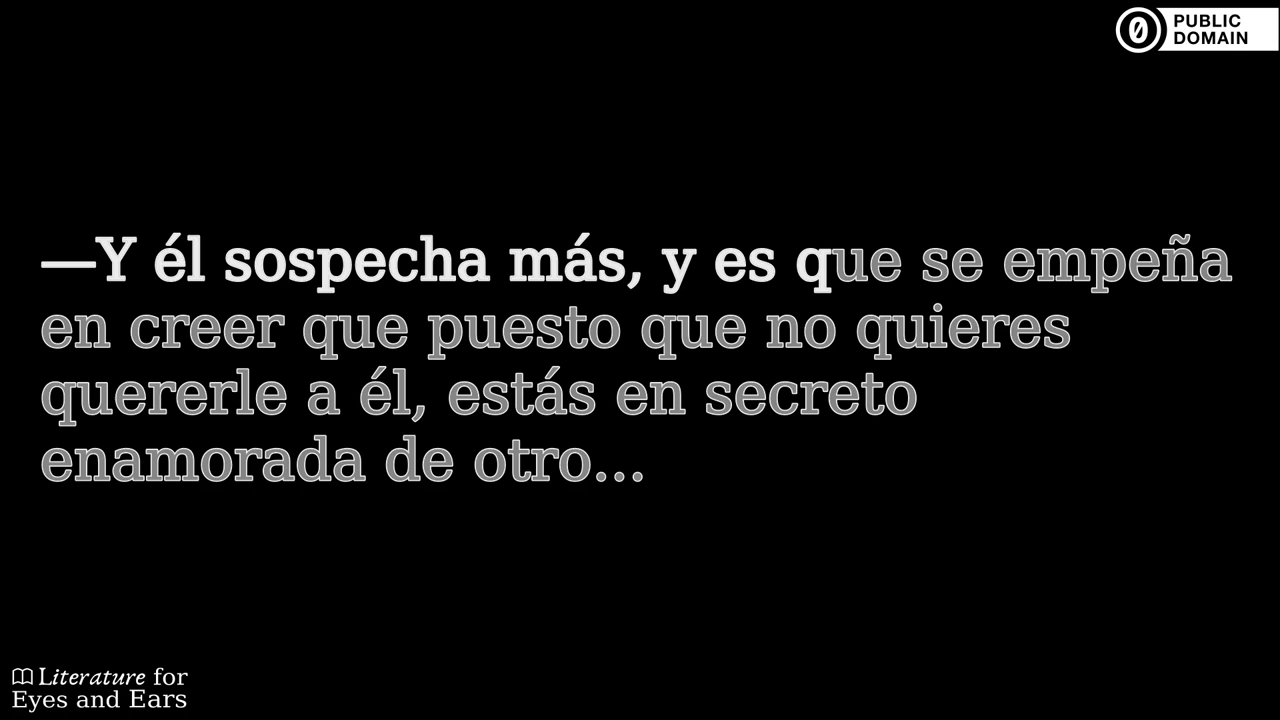 PUBLIC
DOMAIN
—Y él sospecha más, y es que se empeña
en creer que puesto que no quieres
quererle a él, estás en secreto
enamorada de otro...
Literature for
Eyes and Ears